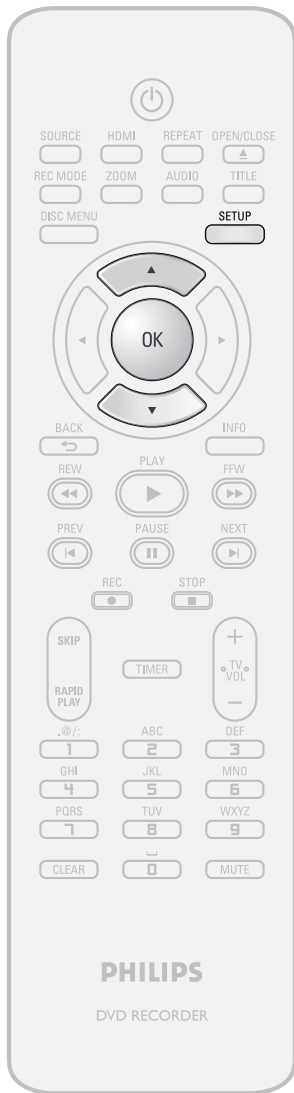 SOURCE HDMI REPEAT OPEN/CLOSE
REC MODE ZOOM AUDIO TITLE
DISC MENU SETUP
OK
BACK INFO
REW PLAY FFW
PREV PAUSE NEXT
REC STOP
SKIP
RAPID
PLAY
TIMER
+
TV
VOL
−
.@/: ABC DEF
1 2 3
GHI JKL MNO
4 5 6
PQRS TUV WXYZ
7 8 9
CLEAR 0 MUTE
PHILIPS
DVD RECORDER